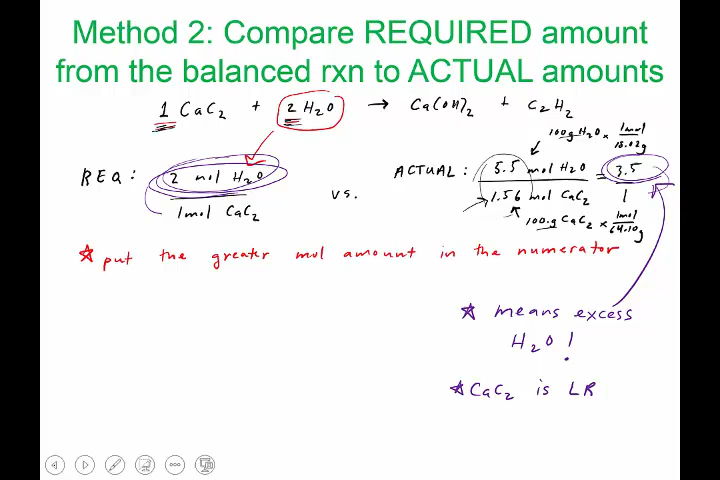 Method 2: Compare REQUIRED amount
from the balanced rxn to ACTUAL amounts
1 CaC₂ + 2 H₂O → Ca(OH)₂ + C₂H₂
100g H₂O × 1mol / 18.02g
REQ: 2 mol H₂O / 1mol CaC₂ vs. ACTUAL: 5.5 mol H₂O / 1.56 mol CaC₂ = 3.5 / 1
100.g CaC₂ × 1mol / 64.10g
☆ put the greater mol amount in the numerator
☆ means excess
H₂O!
☆ CaC₂ is LR